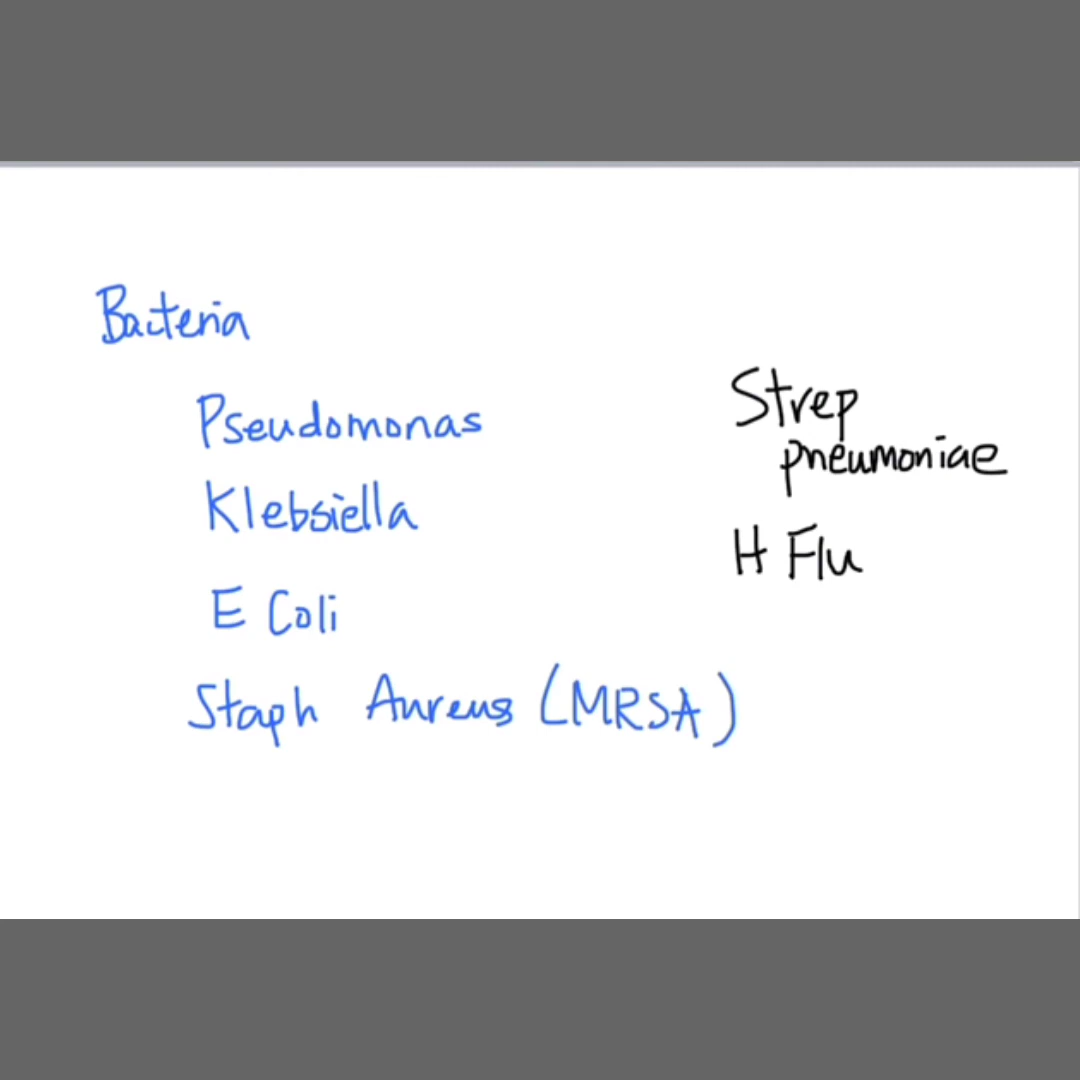 Bacteria
Pseudomonas
Klebsiella
E Coli
Staph Aureus (MRSA)
Strep
pneumoniae
H Flu